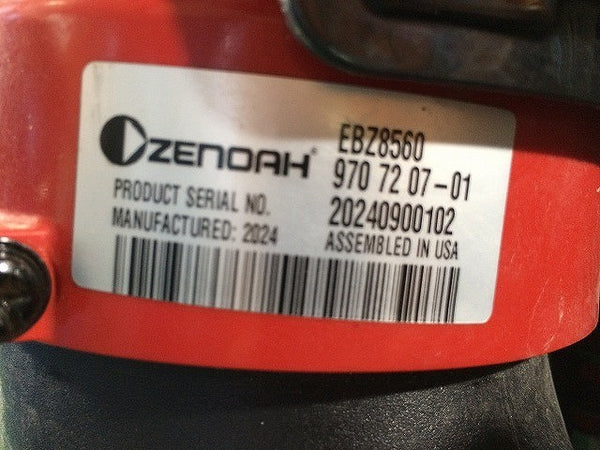 ZENOAH®
EBZ8560
970 72 07-01
PRODUCT SERIAL NO.
20240900102
MANUFACTURED: 2024
ASSEMBLED IN USA